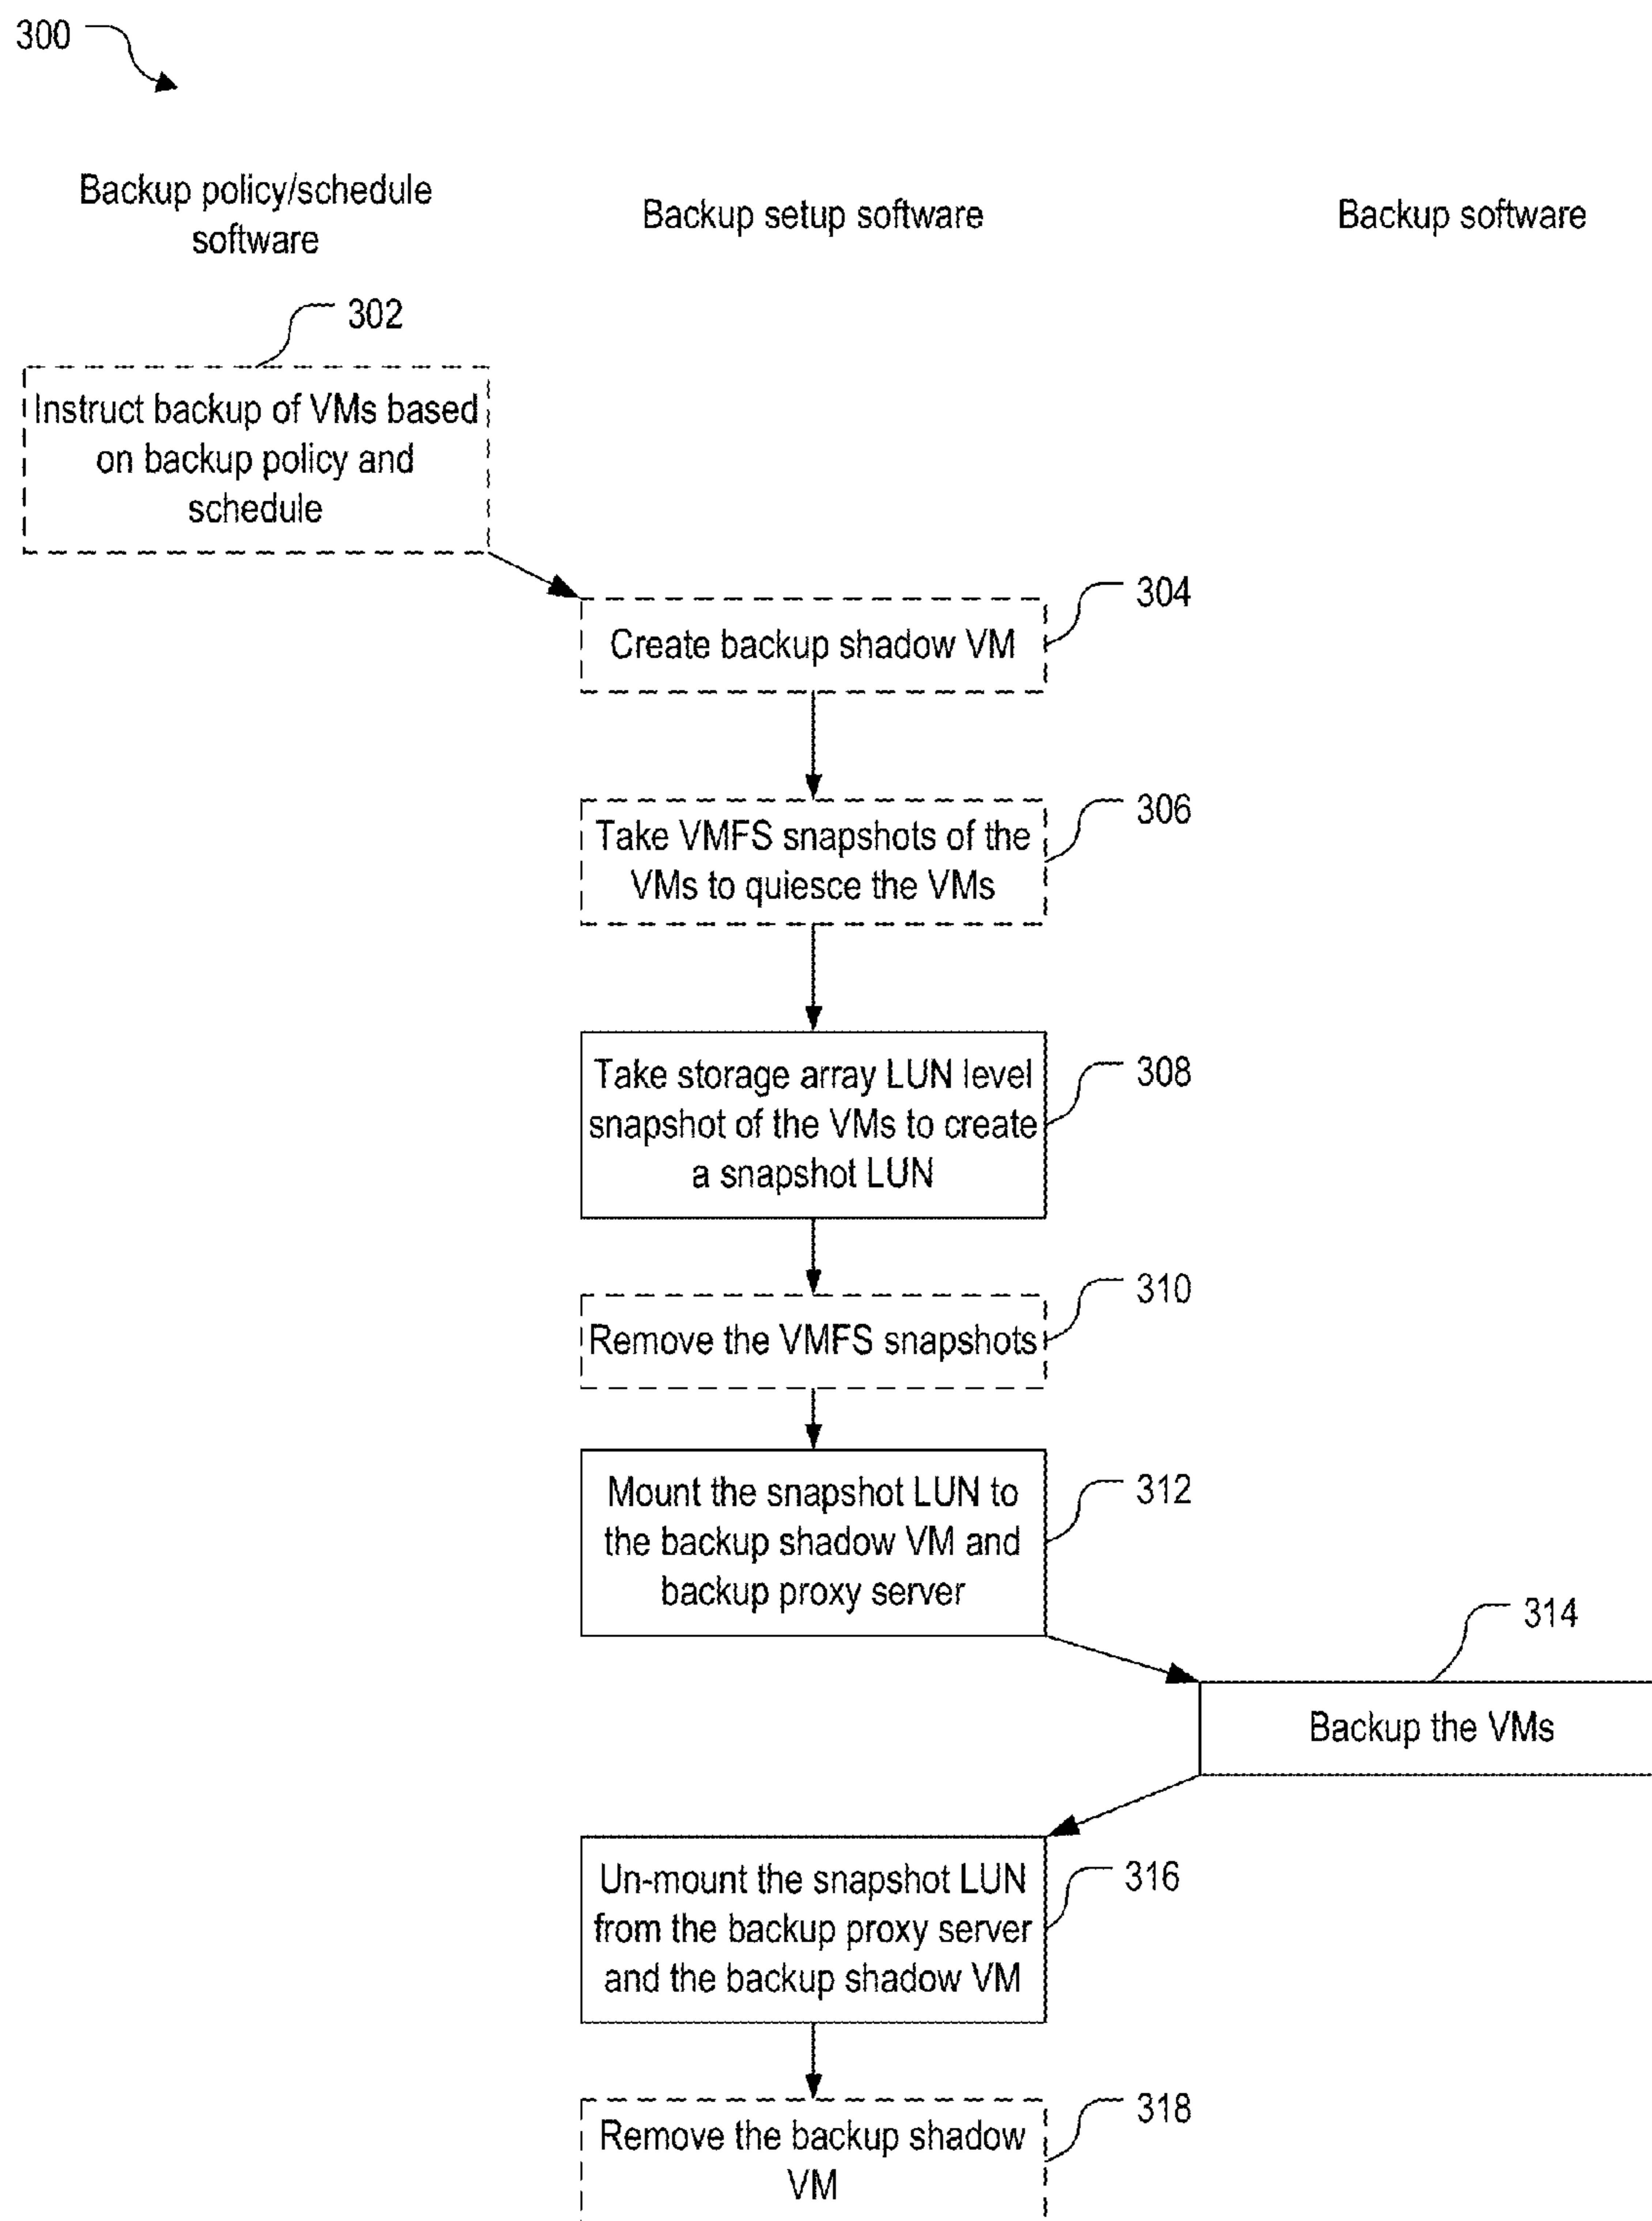 300
Backup policy/schedule
software
Backup setup software
Backup software
302
Instruct backup of VMs based
on backup policy and
schedule
304
Create backup shadow VM
306
Take VMFS snapshots of the
VMs to quiesce the VMs
308
Take storage array LUN level
snapshot of the VMs to create
a snapshot LUN
310
Remove the VMFS snapshots
312
Mount the snapshot LUN to
the backup shadow VM and
backup proxy server
314
Backup the VMs
316
Un-mount the snapshot LUN
from the backup proxy server
and the backup shadow VM
318
Remove the backup shadow
VM